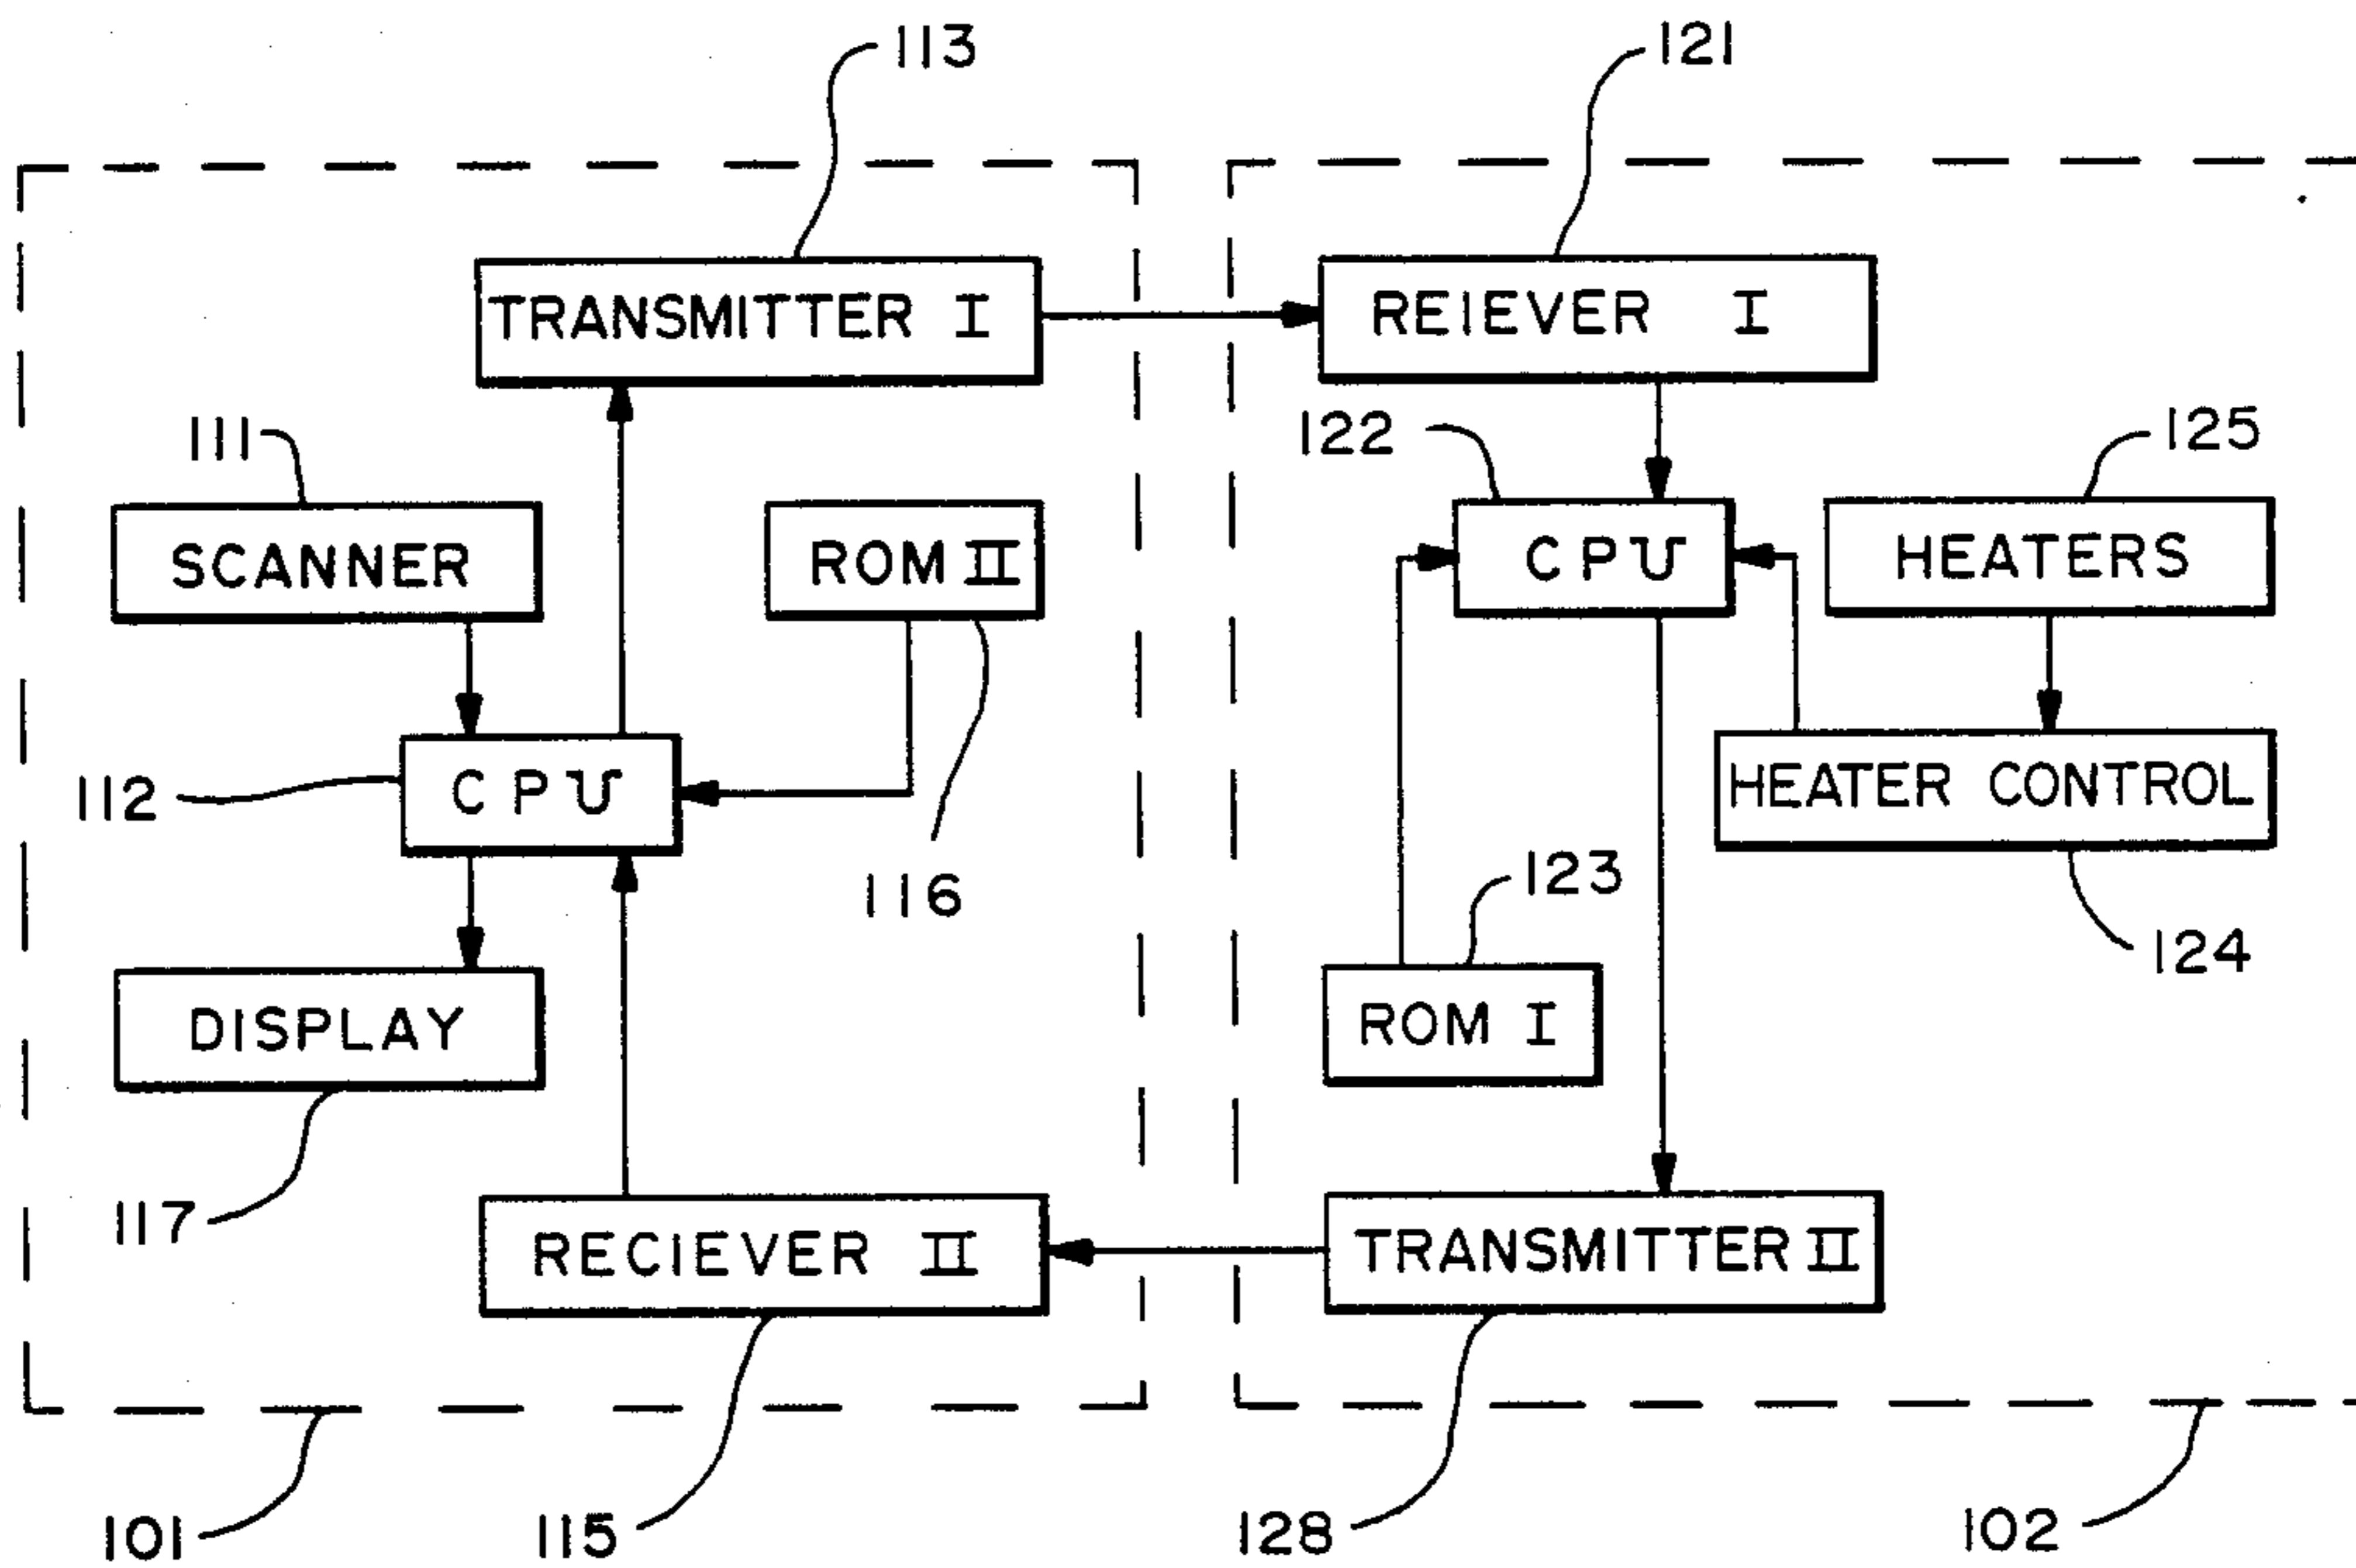 113
121
TRANSMITTER I
REIEVER I
111
122
125
SCANNER
ROM II
CPU
HEATERS
112
CPU
HEATER CONTROL
116
123
124
DISPLAY
ROM I
117
RECIEVER II
TRANSMITTER II
101
115
128
102